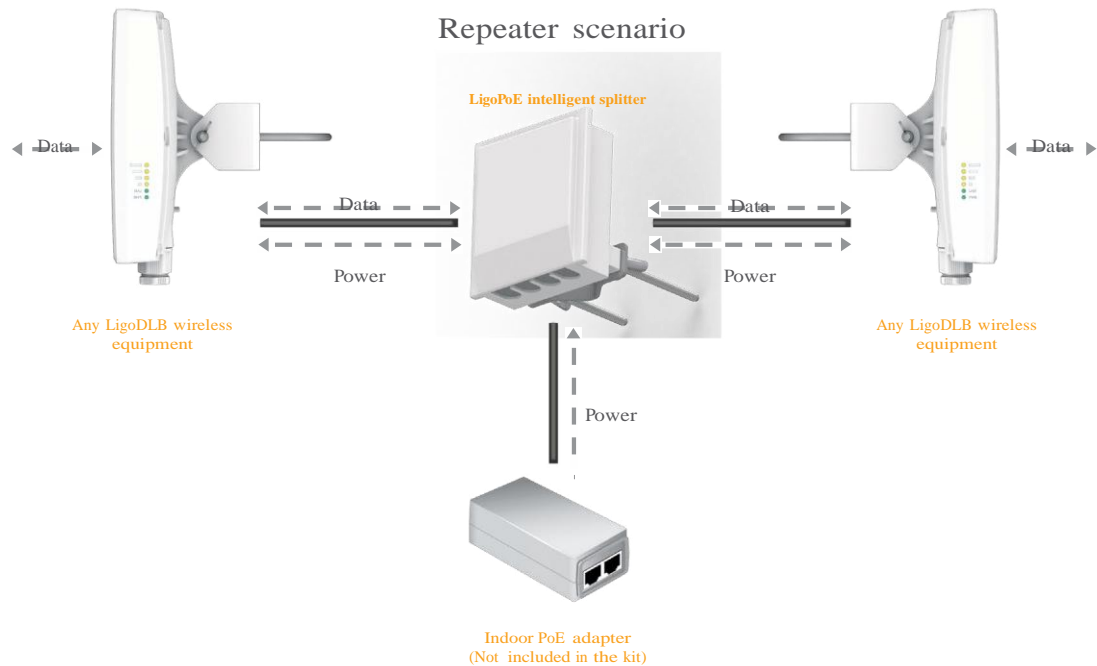 Repeater scenario
LigoPoE intelligent splitter
Data
Data
Data
Data
Power
Power
Any LigoDLB wireless
equipment
Any LigoDLB wireless
equipment
Power
Indoor PoE adapter
(Not included in the kit)